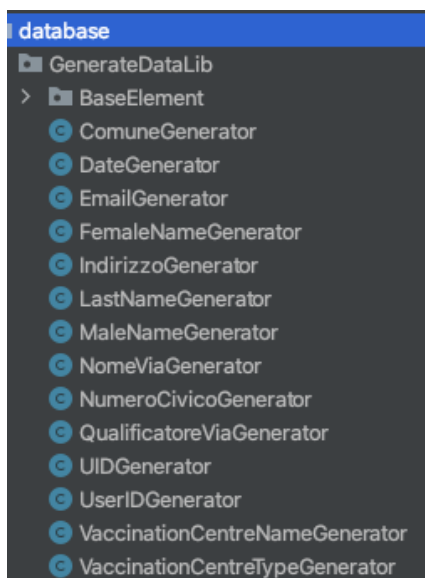 database
GenerateDataLib
BaseElement
ComuneGenerator
DateGenerator
EmailGenerator
FemaleNameGenerator
IndirizzoGenerator
LastNameGenerator
MaleNameGenerator
NomeViaGenerator
NumeroCivicoGenerator
QualificatoreViaGenerator
UIDGenerator
UserIDGenerator
VaccinationCentreNameGenerator
VaccinationCentreTypeGenerator